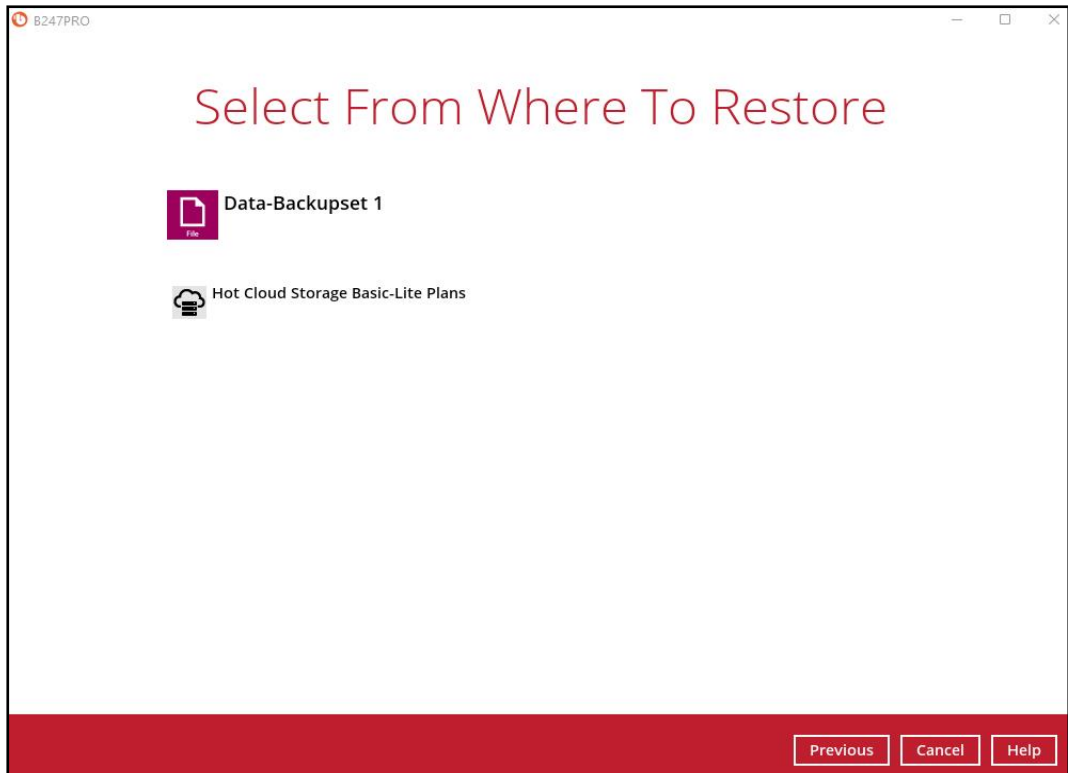 B247PRO
Select From Where To Restore
Data-Backupset 1
File
Hot Cloud Storage Basic-Lite Plans
Previous Cancel Help